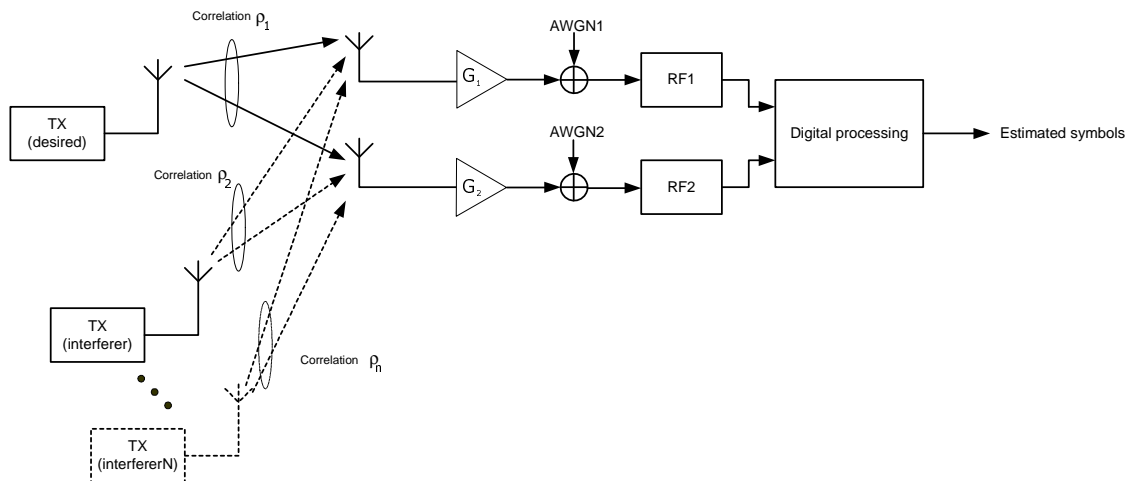 Correlation ρ1
AWGN1
G1
RF1
TX
(desired)
Digital processing
Estimated symbols
AWGN2
Correlation ρ2
G2
RF2
TX
(interferer)
Correlation ρn
TX
(interfererN)